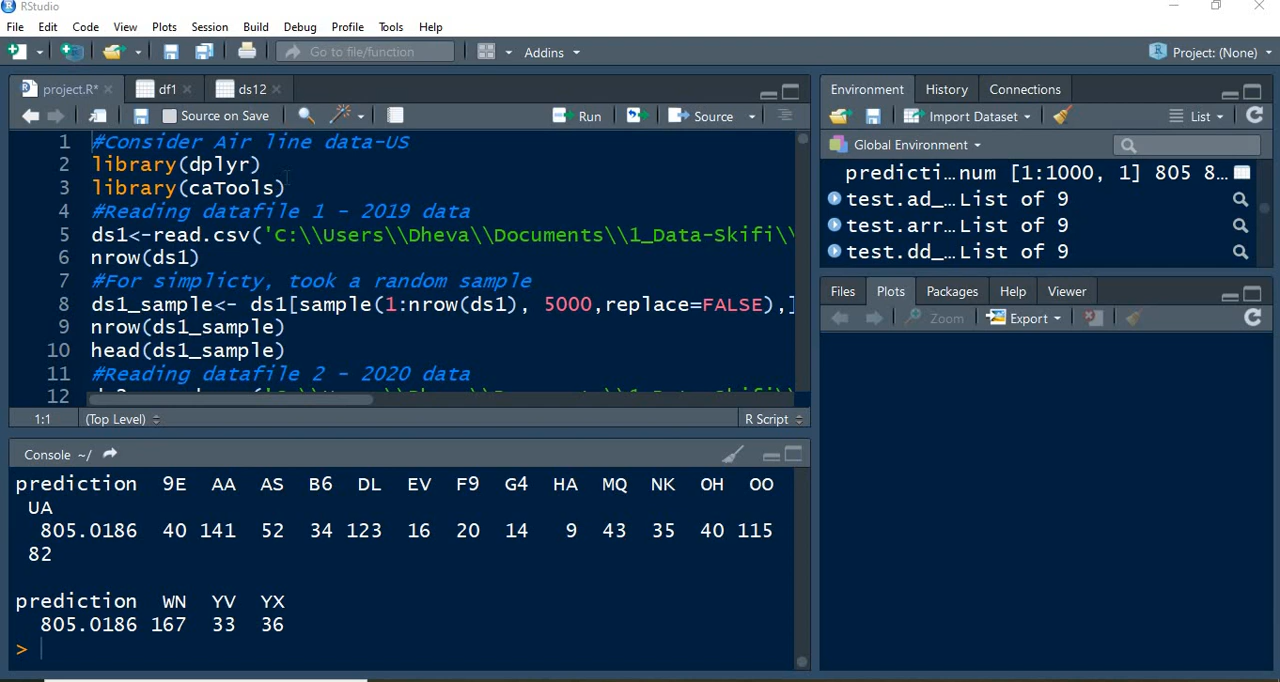 RStudio
File Edit Code View Plots Session Build Debug Profile Tools Help
Go to file/function Addins Project: (None)
project.R* df1 ds12
Source on Save Run Source
1 #Consider Air line data-US
2 library(dplyr)
3 library(caTools)
4 #Reading datafile 1 - 2019 data
5 ds1<-read.csv('C:\\Users\\Dheva\\Documents\\1_Data-Skifi\\
6 nrow(ds1)
7 #For simplicty, took a random sample
8 ds1_sample<- ds1[sample(1:nrow(ds1), 5000,replace=FALSE),]
9 nrow(ds1_sample)
10 head(ds1_sample)
11 #Reading datafile 2 - 2020 data
12
1:1 (Top Level) R Script
Console ~/
prediction 9E AA AS B6 DL EV F9 G4 HA MQ NK OH OO
UA
805.0186 40 141 52 34 123 16 20 14 9 43 35 40 115
82
prediction WN YV YX
805.0186 167 33 36
>
Environment History Connections
Import Dataset List
Global Environment
predicti… num [1:1000, 1] 805 8…
test.ad_… List of 9
test.arr… List of 9
test.dd_… List of 9
Files Plots Packages Help Viewer
Zoom Export